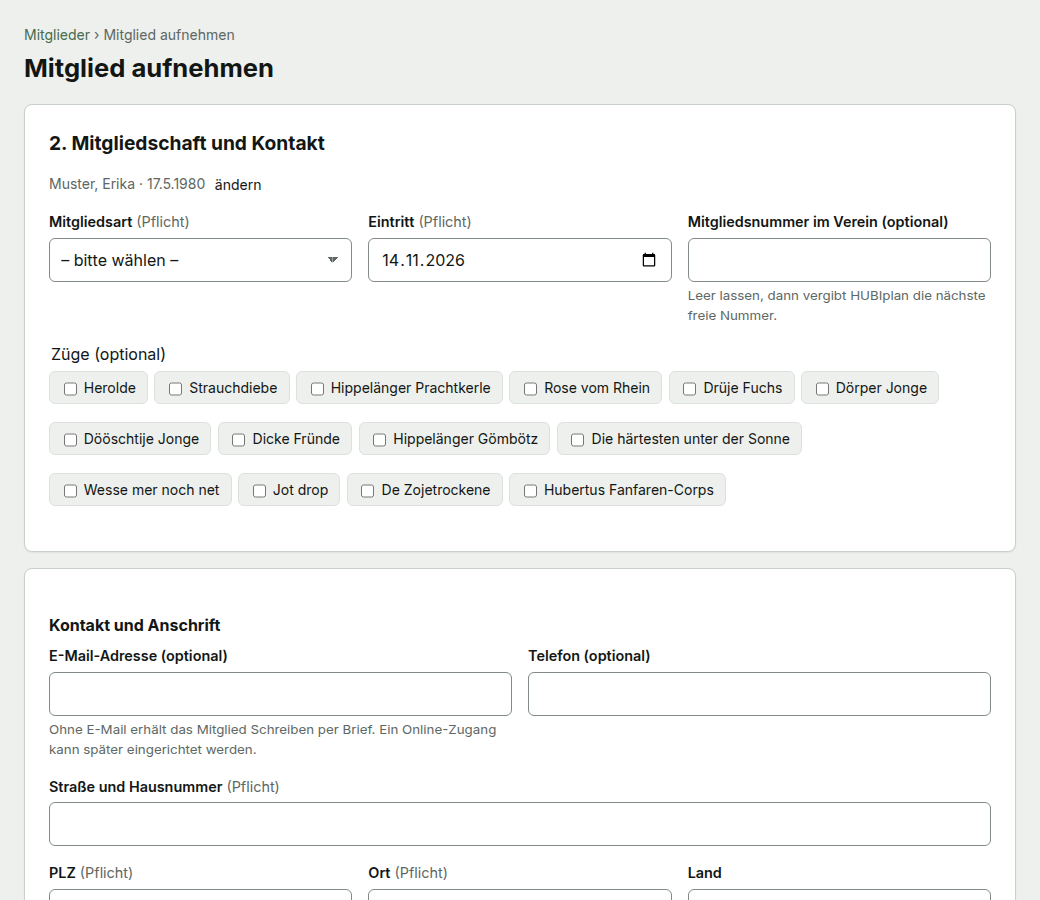 Mitglieder › Mitglied aufnehmen
Mitglied aufnehmen
2. Mitgliedschaft und Kontakt
Muster, Erika · 17.5.1980 ändern
Mitgliedsart (Pflicht) Eintritt (Pflicht) Mitgliedsnummer im Verein (optional)
– bitte wählen – 14.11.2026
Leer lassen, dann vergibt HUBIplan die nächste
freie Nummer.
Züge (optional)
Herolde Strauchdiebe Hippelänger Prachtkerle Rose vom Rhein Drüje Fuchs Dörper Jonge
Dööschtije Jonge Dicke Fründe Hippelänger Gömbötz Die härtesten unter der Sonne
Wesse mer noch net Jot drop De Zojetrockene Hubertus Fanfaren-Corps
Kontakt und Anschrift
E-Mail-Adresse (optional) Telefon (optional)
Ohne E-Mail erhält das Mitglied Schreiben per Brief. Ein Online-Zugang
kann später eingerichtet werden.
Straße und Hausnummer (Pflicht)
PLZ (Pflicht) Ort (Pflicht) Land